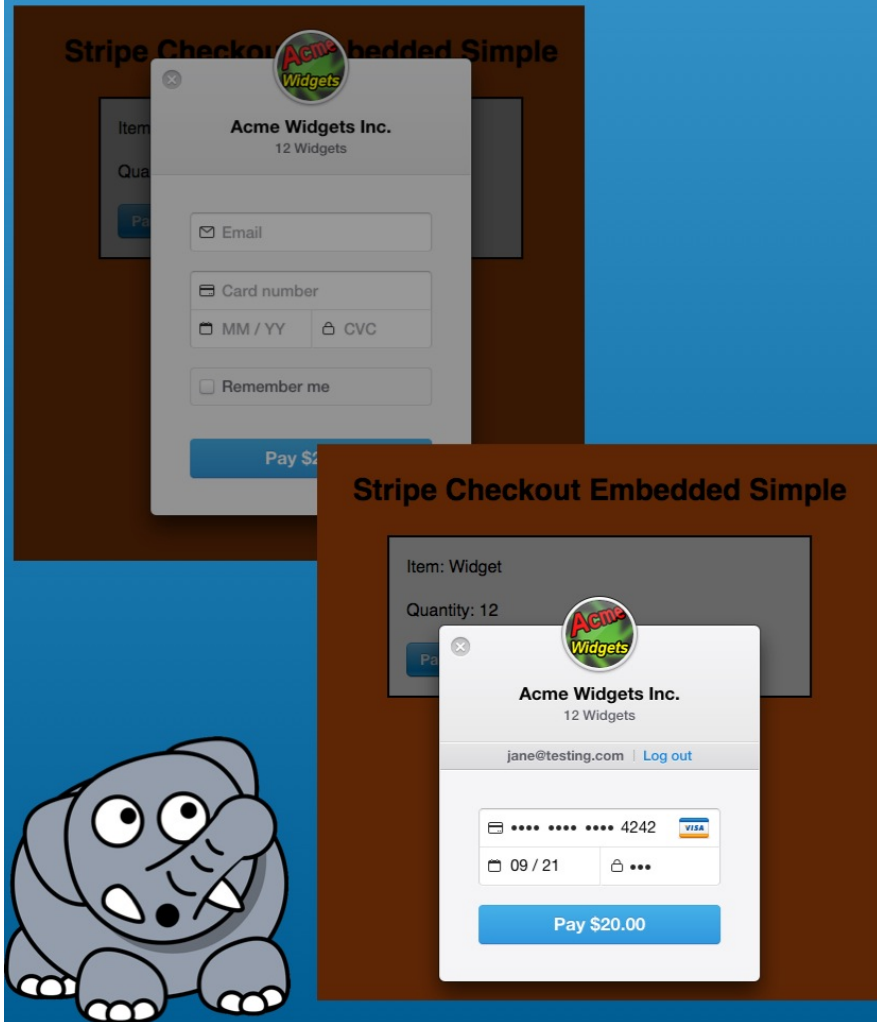 Stripe Checkout Embedded Simple
Acme
Widgets
Acme Widgets Inc.
12 Widgets
Item
Qua
Pa
Email
Card number
MM / YY
CVC
Remember me
Pay $2
Stripe Checkout Embedded Simple
Item: Widget
Quantity: 12
Pa
Acme
Widgets
Acme Widgets Inc.
12 Widgets
jane@testing.com | Log out
•••• •••• •••• 4242 VISA
09 / 21
•••
Pay $20.00